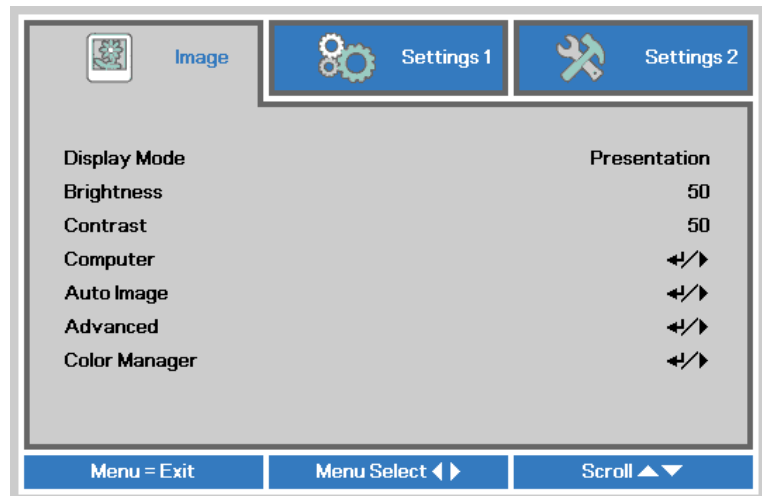 Image Settings 1 Settings 2
Display Mode Presentation
Brightness 50
Contrast 50
Computer ↵/▶
Auto Image ↵/▶
Advanced ↵/▶
Color Manager ↵/▶
Menu = Exit Menu Select ◀ ▶ Scroll ▲ ▼